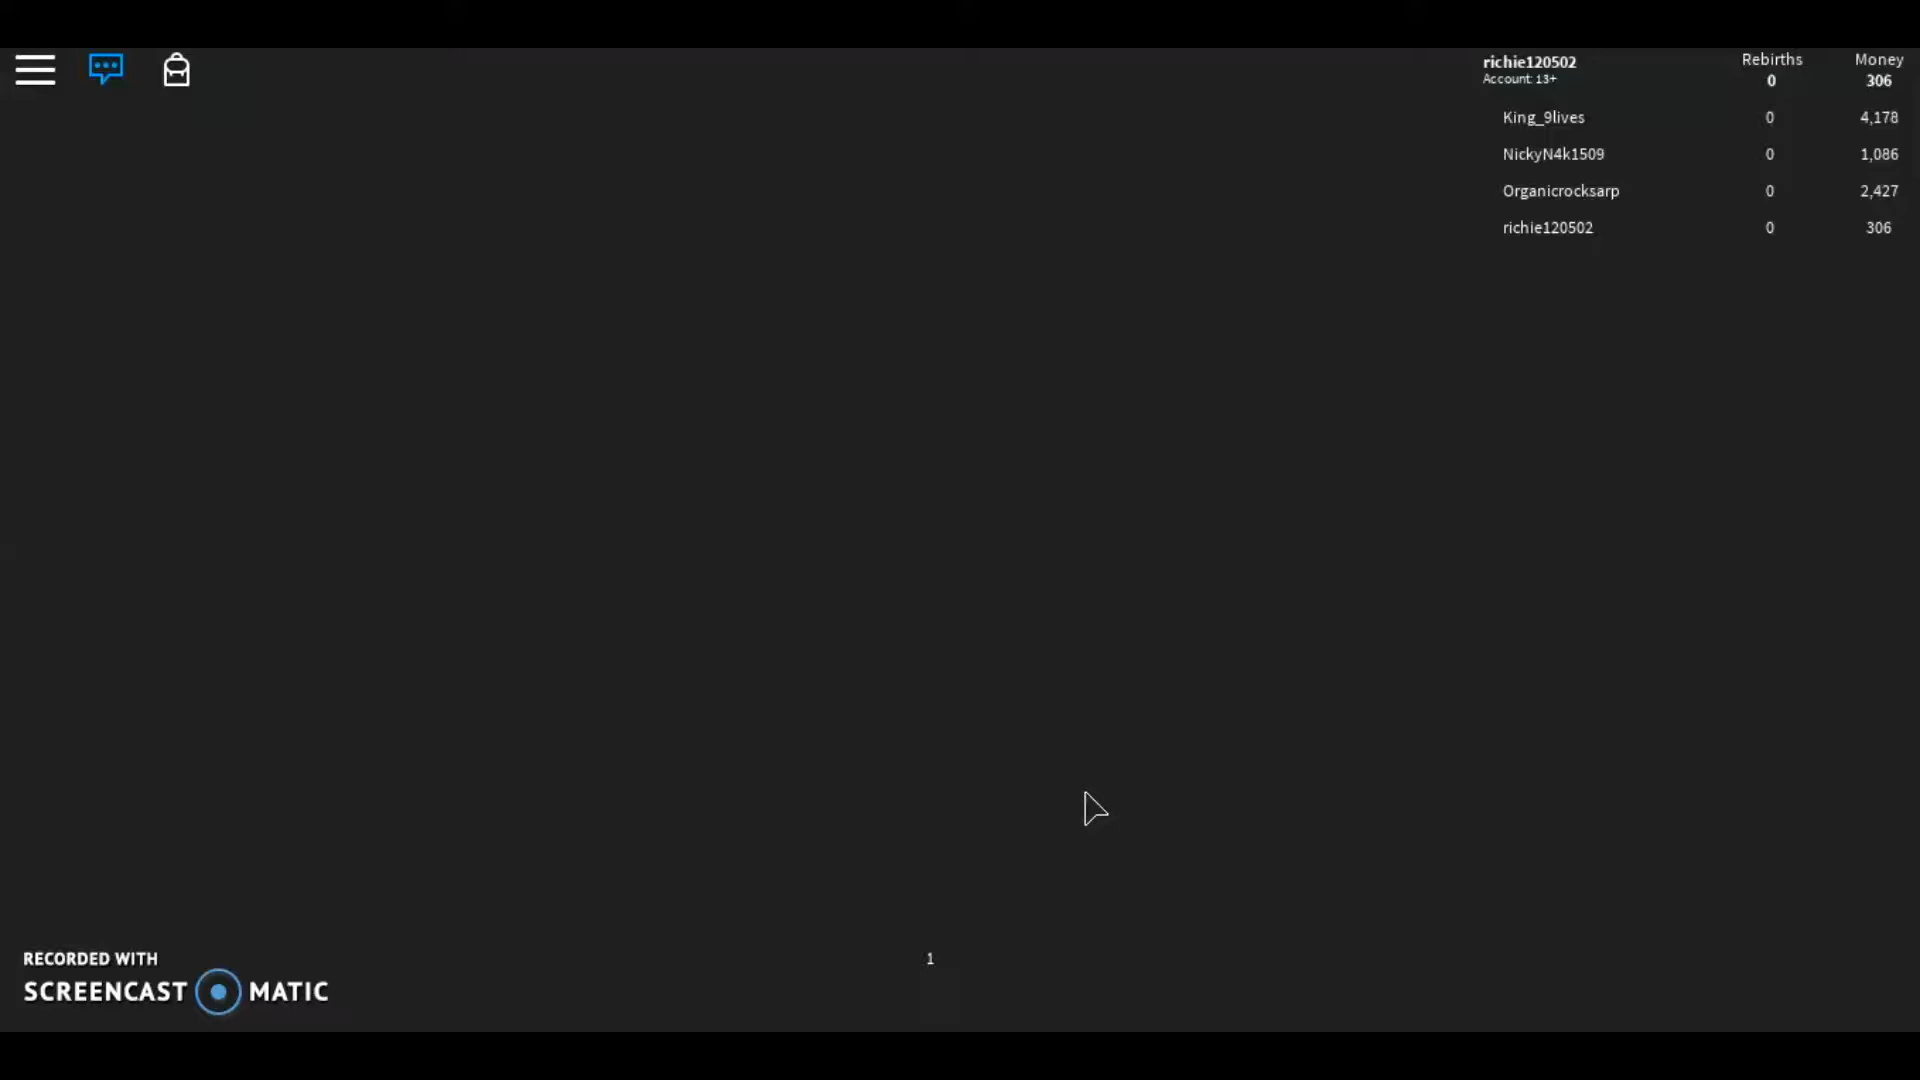 richie120502 Rebirths Money
Account: 13+ 0 306
King_9lives 0 4,178
NickyN4k1509 0 1,086
Organicrocksarp 0 2,427
richie120502 0 306
RECORDED WITH
1
SCREENCAST MATIC